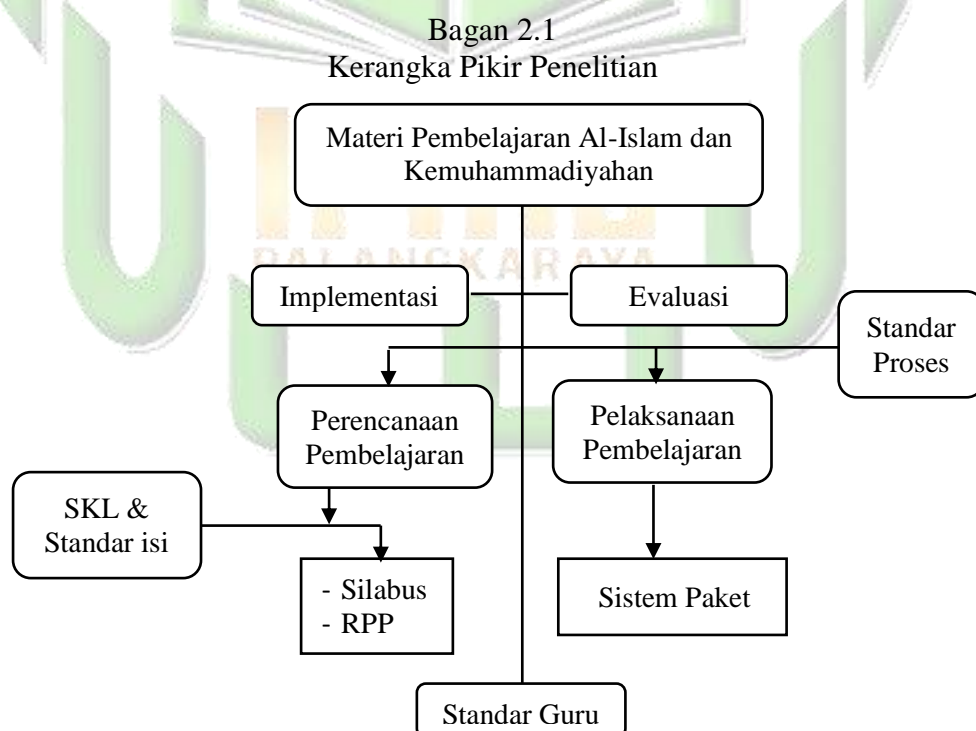 Bagan 2.1
Kerangka Pikir Penelitian
Materi Pembelajaran Al-Islam dan
Kemuhammadiyahan
PALANGKARAYA
Implementasi
Evaluasi
Standar
Proses
Perencanaan
Pembelajaran
Pelaksanaan
Pembelajaran
SKL &
Standar isi
- Silabus
- RPP
Sistem Paket
Standar Guru